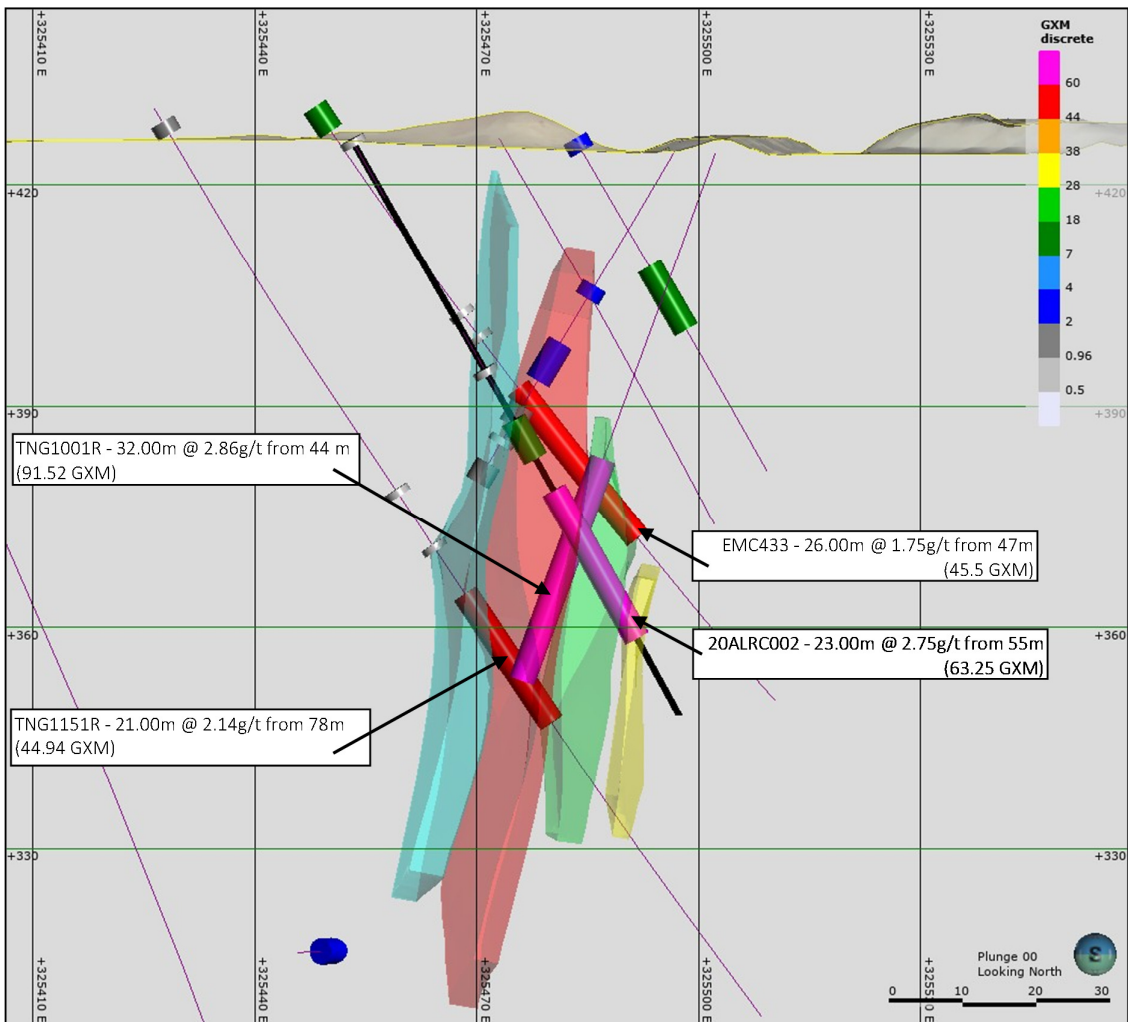 +325410 E
+325440 E
+325470 E
+325500 E
+325530 E
GXM
discrete
60
44
38
28
18
7
4
2
0.96
0.5
+420
+420
+390
+390
TNG1001R - 32.00m @ 2.86g/t from 44 m
(91.52 GXM)
EMC433 - 26.00m @ 1.75g/t from 47m
(45.5 GXM)
+360
+360
20ALRC002 - 23.00m @ 2.75g/t from 55m
(63.25 GXM)
TNG1151R - 21.00m @ 2.14g/t from 78m
(44.94 GXM)
+330
+330
+325410 E
+325440 E
+325470 E
+325500 E
Plunge 00
Looking North
S
0 10 20 30